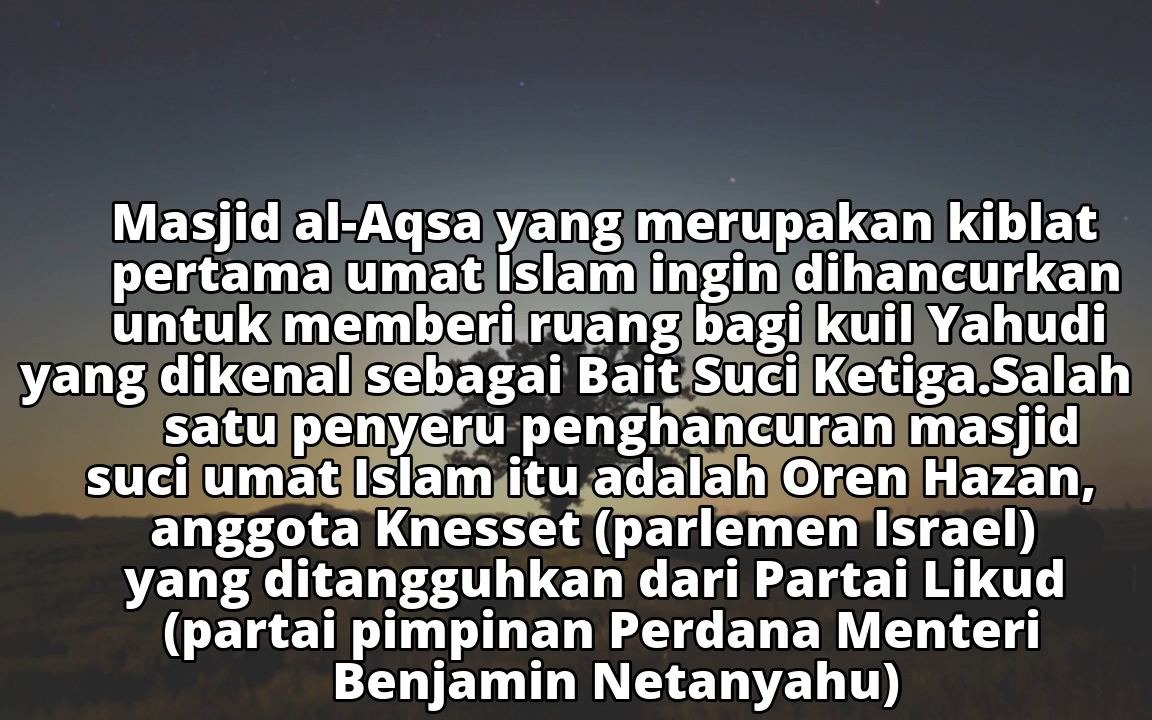 Masjid al-Aqsa yang merupakan kiblat
pertama umat Islam ingin dihancurkan
untuk memberi ruang bagi kuil Yahudi
yang dikenal sebagai Bait Suci Ketiga.Salah
satu penyeru penghancuran masjid
suci umat Islam itu adalah Oren Hazan,
anggota Knesset (parlemen Israel)
yang ditangguhkan dari Partai Likud
(partai pimpinan Perdana Menteri
Benjamin Netanyahu)